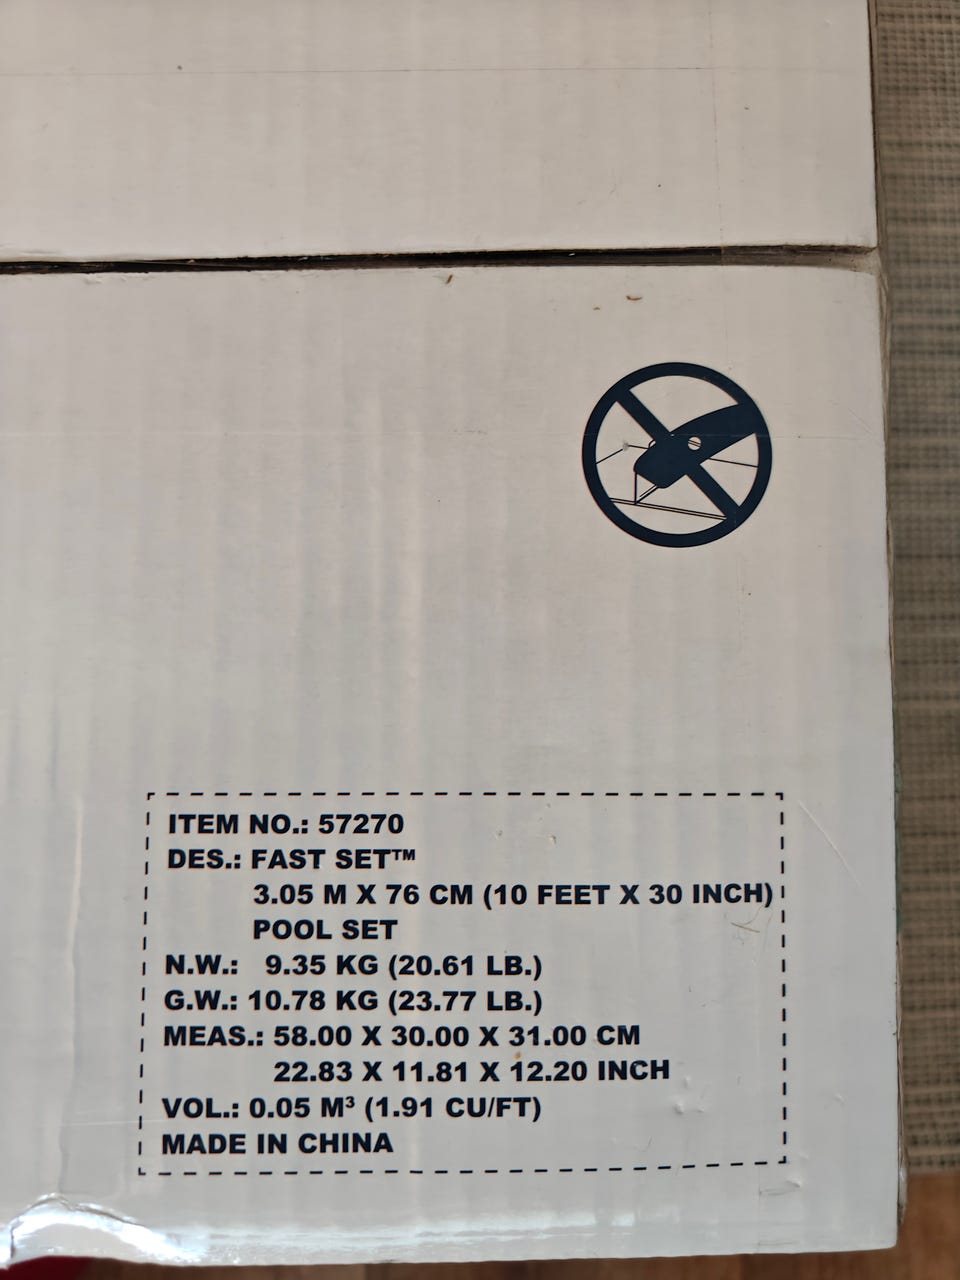 ITEM NO.: 57270
DES.: FAST SET™
3.05 M X 76 CM (10 FEET X 30 INCH)
POOL SET
N.W.: 9.35 KG (20.61 LB.)
G.W.: 10.78 KG (23.77 LB.)
MEAS.: 58.00 X 30.00 X 31.00 CM
22.83 X 11.81 X 12.20 INCH
VOL.: 0.05 M³ (1.91 CU/FT)
MADE IN CHINA